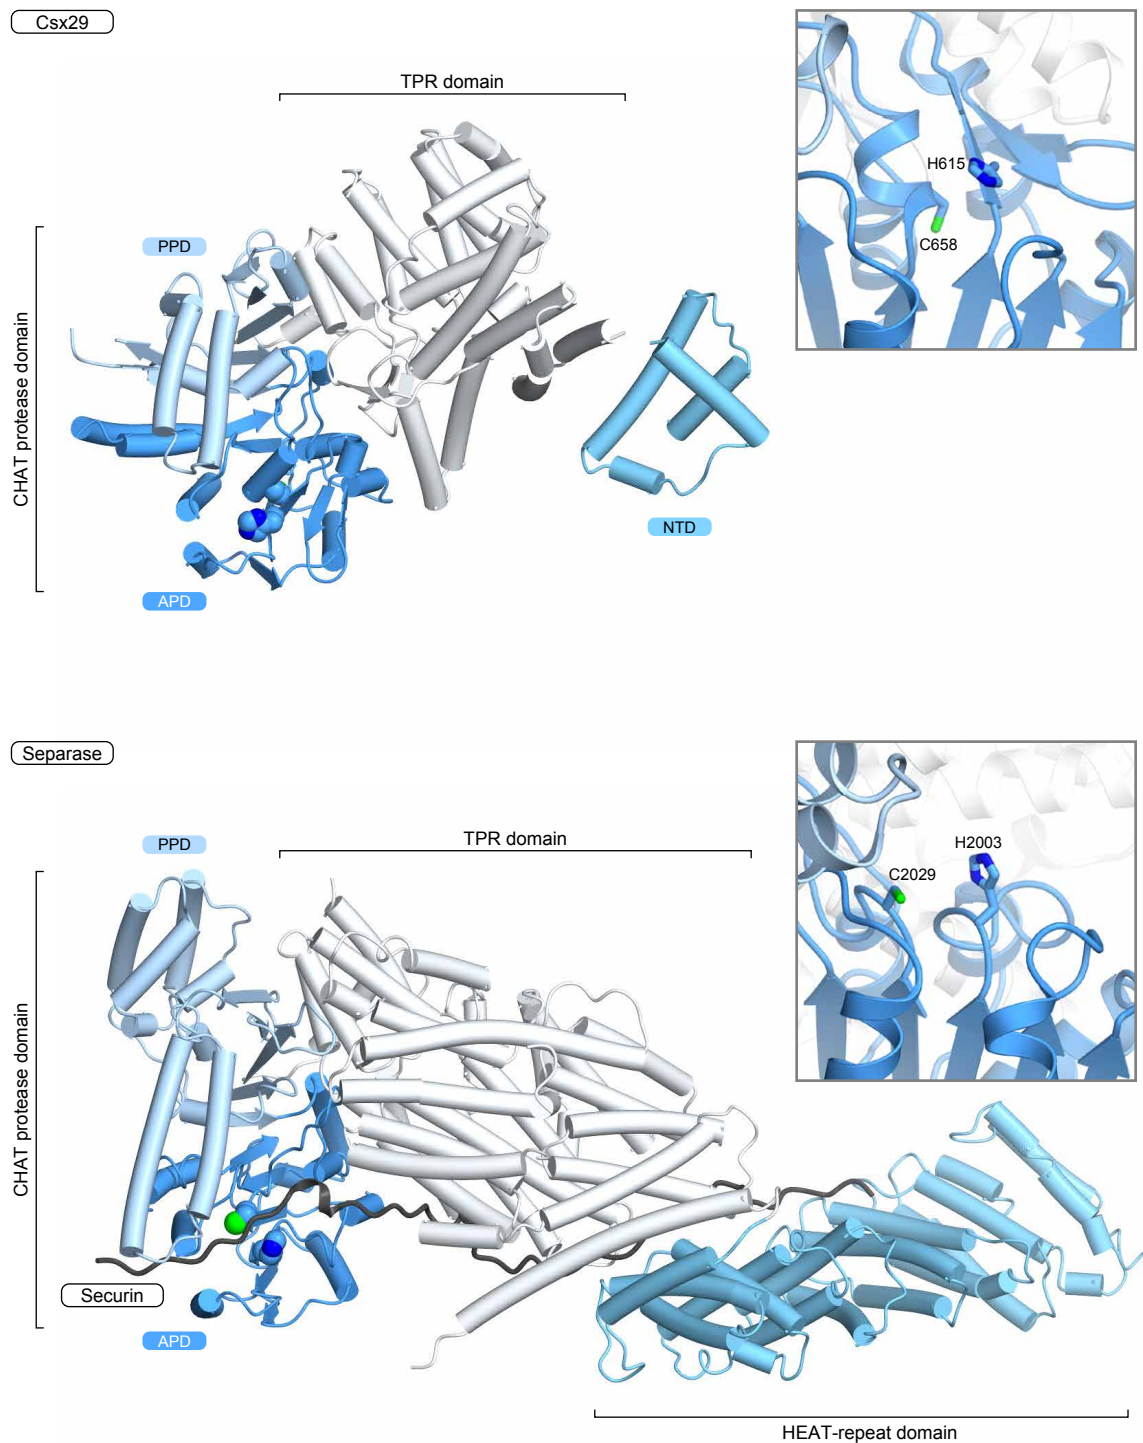 Csx29
TPR domain
H615
C658
PPD
CHAT protease domain
NTD
APD
Separase
PPD
TPR domain
H2003
C2029
CHAT protease domain
Securin
APD
HEAT-repeat domain